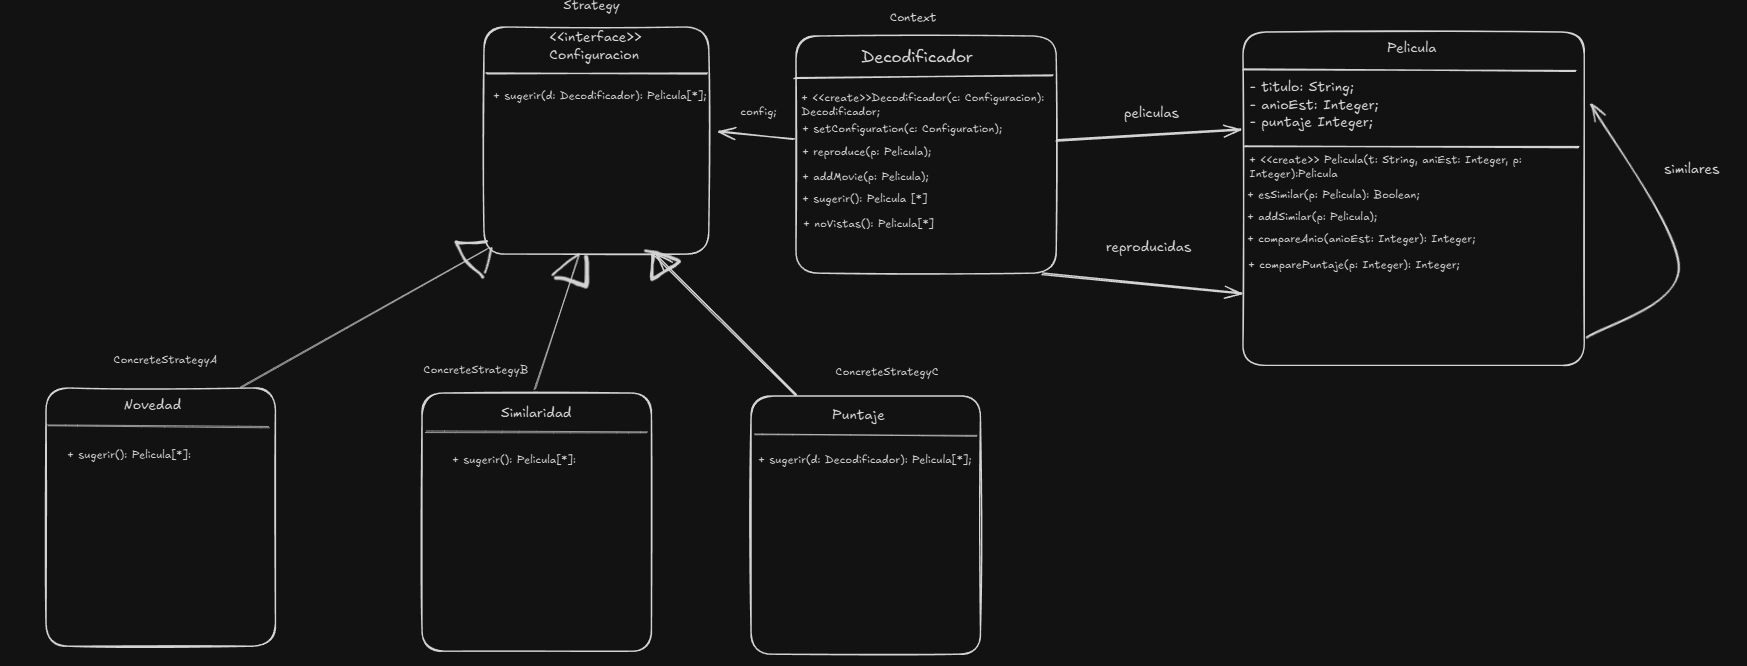 Strategy
<<interface>>
Configuracion
+ sugerir(d: Decodificador): Pelicula[*];
config;
Context
Decodificador
+ <<create>>Decodificador(c: Configuracion):
Decodificador;
+ setConfiguration(c: Configuration);
+ reproduce(p: Pelicula);
+ addMovie(p: Pelicula);
+ sugerir(): Pelicula [*]
+ noVistas(): Pelicula[*]
peliculas
reproducidas
Pelicula
- titulo: String;
- anioEst: Integer;
- puntaje Integer;
+ <<create>> Pelicula(t: String, aniEst: Integer, p:
Integer):Pelicula
+ esSimilar(p: Pelicula): Boolean;
+ addSimilar(p: Pelicula);
+ compareAnio(anioEst: Integer): Integer;
+ comparePuntaje(p: Integer): Integer;
similares
ConcreteStrategyA
Novedad
+ sugerir(): Pelicula[*]:
ConcreteStrategyB
Similaridad
+ sugerir(): Pelicula[*]:
ConcreteStrategyC
Puntaje
+ sugerir(d: Decodificador): Pelicula[*];